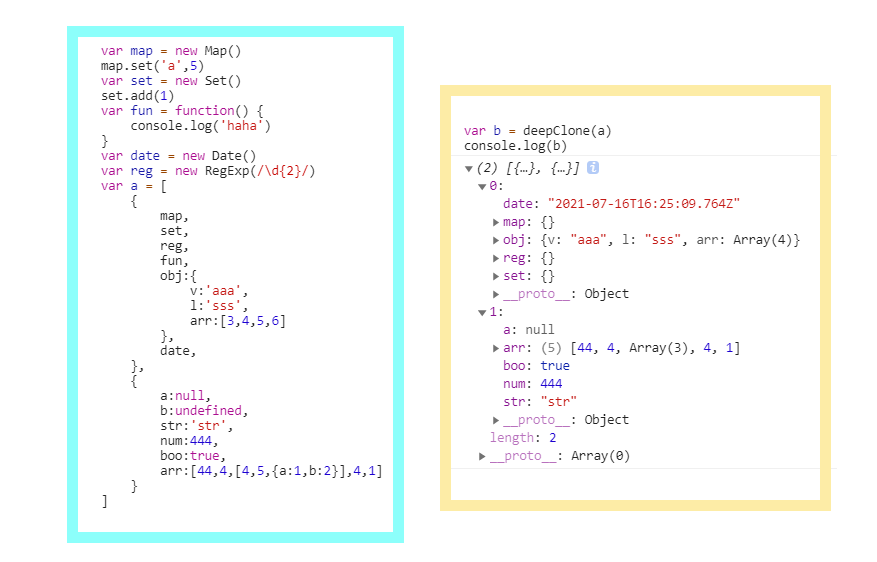 var map = new Map()
map.set('a',5)
var set = new Set()
set.add(1)
var fun = function() {
    console.log('haha')
}
var date = new Date()
var reg = new RegExp(/\d{2}/)
var a = [
    {
        map,
        set,
        reg,
        fun,
        obj:{
            v:'aaa',
            l:'sss',
            arr:[3,4,5,6]
        },
        date,
    },
    {
        a:null,
        b:undefined,
        str:'str',
        num:444,
        boo:true,
        arr:[44,4,[4,5,{a:1,b:2}],4,1]
    }
]
var b = deepClone(a)
console.log(b)
▼(2) [{…}, {…}] i
▼0:
date: "2021-07-16T16:25:09.764Z"
▶map: {}
▶obj: {v: "aaa", l: "sss", arr: Array(4)}
▶reg: {}
▶set: {}
▶__proto__: Object
▼1:
a: null
▶arr: (5) [44, 4, Array(3), 4, 1]
boo: true
num: 444
str: "str"
▶__proto__: Object
length: 2
▶__proto__: Array(0)